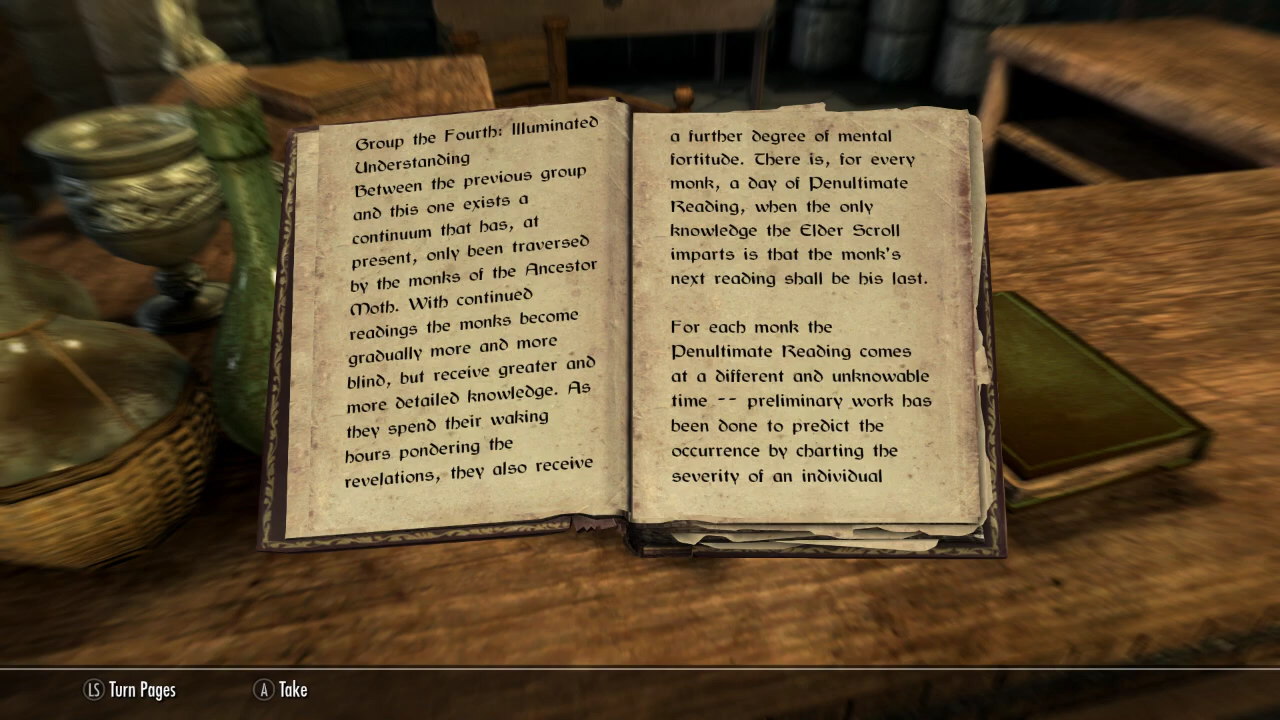 Group the Fourth: Illuminated
Understanding
Between the previous group
and this one exists a
continuum that has, at
present, only been traversed
by the monks of the Ancestor
Moth. With continued
readings the monks become
gradually more and more
blind, but receive greater and
more detailed knowledge. As
they spend their waking
hours pondering the
revelations, they also receive
a further degree of mental
fortitude. There is, for every
monk, a day of Penultimate
Reading, when the only
knowledge the Elder Scroll
imparts is that the monk's
next reading shall be his last.
For each monk the
Penultimate Reading comes
at a different and unknowable
time -- preliminary work has
been done to predict the
occurrence by charting the
severity of an individual
LS Turn Pages
A Take